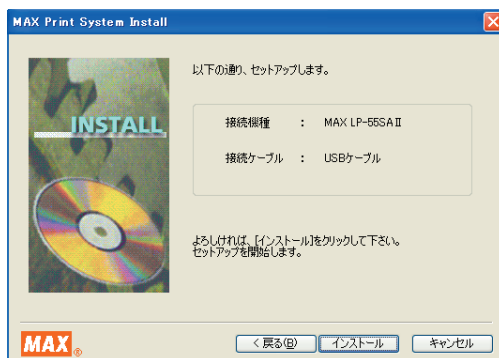 MAX Print System Install
以下の通り、セットアップします。
INSTALL
接続機種 : MAX LP-55SAⅡ
接続ケーブル : USBケーブル
よろしければ、[インストール]をクリックして下さい。
セットアップを開始します。
MAX®
< 戻る(B) インストール キャンセル